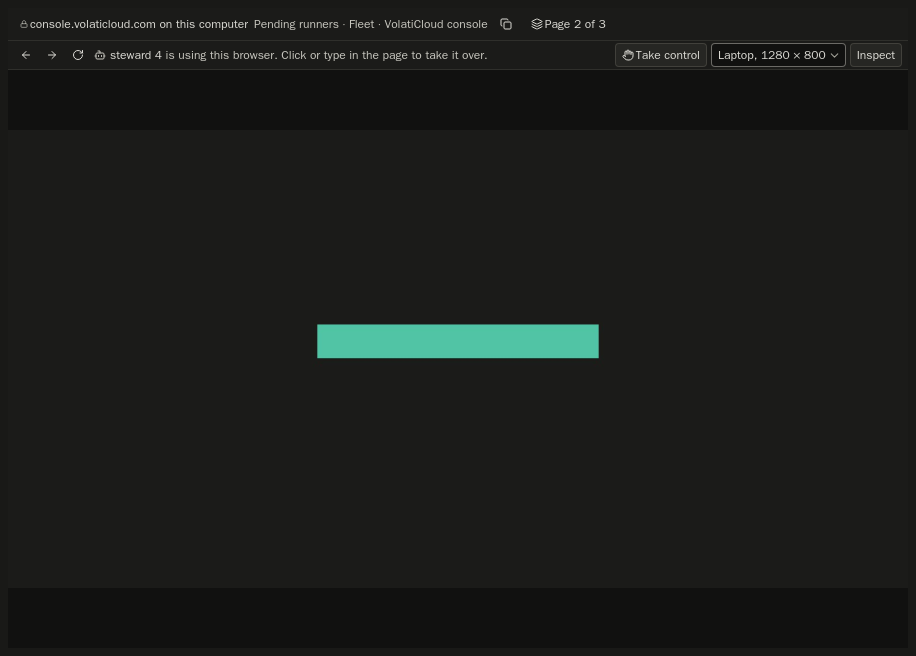 console.volaticloud.com on this computer Pending runners · Fleet · VolatiCloud console Page 2 of 3
steward 4 is using this browser. Click or type in the page to take it over. Take control Laptop, 1280 × 800 Inspect